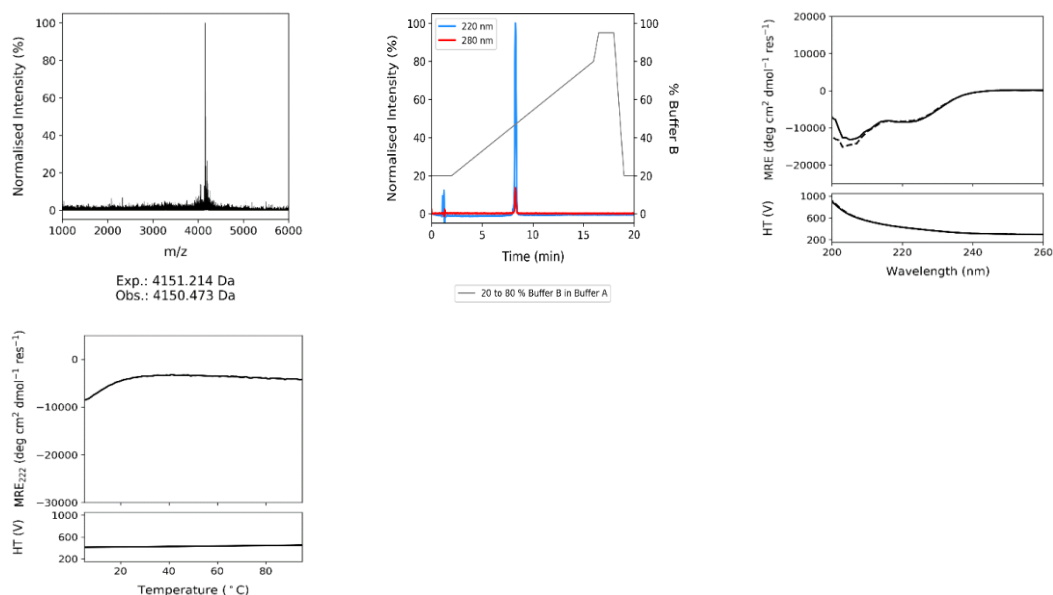 100
80
60
40
20
0
Normalised Intensity (%)
1000 2000 3000 4000 5000 6000
m/z
Exp.: 4151.214 Da
Obs.: 4150.473 Da
100
80
60
40
20
0
Normalised Intensity (%)
220 nm
280 nm
100
80
60
40
20
0
% Buffer B
0 5 10 15 20
Time (min)
20 to 80 % Buffer B in Buffer A
20000
10000
0
−10000
−20000
MRE (deg cm² dmol⁻¹ res⁻¹)
1000
600
200
HT (V)
200 220 240 260
Wavelength (nm)
0
−10000
−20000
−30000
MRE₂₂₂ (deg cm² dmol⁻¹ res⁻¹)
1000
600
200
HT (V)
20 40 60 80
Temperature (°C)